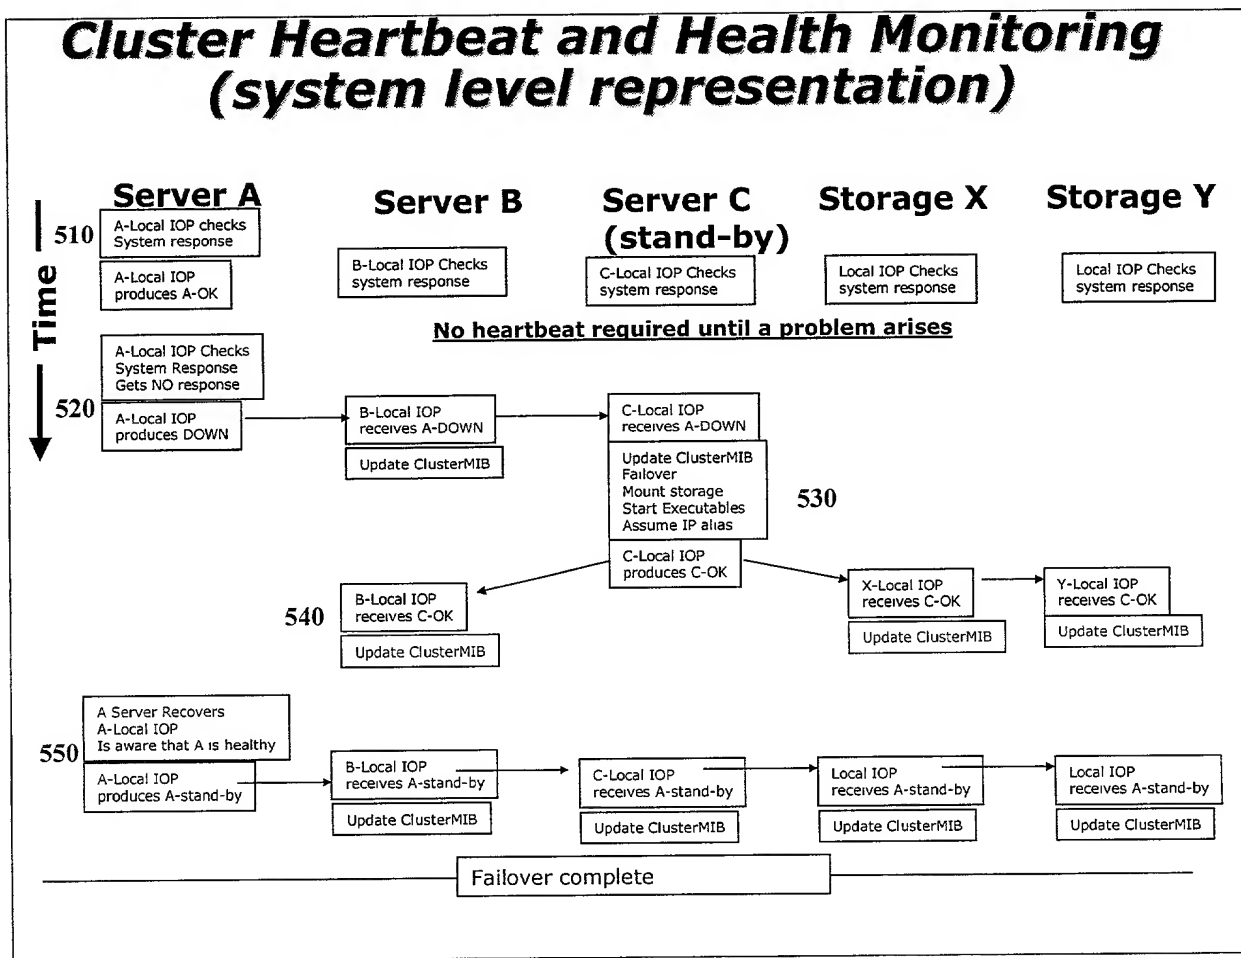 Cluster Heartbeat and Health Monitoring
(system level representation)
Server A
Server B
Server C
(stand-by)
Storage X
Storage Y
Time
510
A-Local IOP checks
System response
A-Local IOP
produces A-OK
B-Local IOP Checks
system response
C-Local IOP Checks
system response
Local IOP Checks
system response
Local IOP Checks
system response
No heartbeat required until a problem arises
A-Local IOP Checks
System Response
Gets NO response
520
A-Local IOP
produces DOWN
B-Local IOP
receives A-DOWN
Update ClusterMIB
C-Local IOP
receives A-DOWN
Update ClusterMIB
Failover
Mount storage
Start Executables
Assume IP alias
530
C-Local IOP
produces C-OK
540
B-Local IOP
receives C-OK
Update ClusterMIB
X-Local IOP
receives C-OK
Update ClusterMIB
Y-Local IOP
receives C-OK
Update ClusterMIB
550
A Server Recovers
A-Local IOP
Is aware that A is healthy
A-Local IOP
produces A-stand-by
B-Local IOP
receives A-stand-by
Update ClusterMIB
C-Local IOP
receives A-stand-by
Update ClusterMIB
Local IOP
receives A-stand-by
Update ClusterMIB
Local IOP
receives A-stand-by
Update ClusterMIB
Failover complete